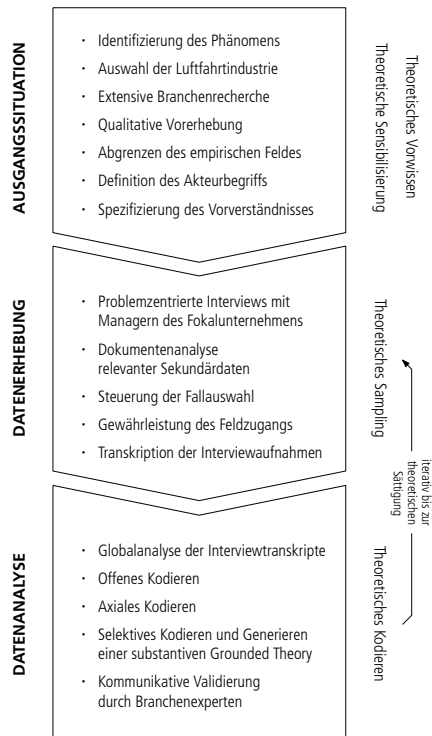 AUSGANGSSITUATION
· Identifizierung des Phänomens
· Auswahl der Luftfahrtindustrie
· Extensive Branchenrecherche
· Qualitative Vorerhebung
· Abgrenzen des empirischen Feldes
· Definition des Akteurbegriffs
· Spezifizierung des Vorverständnisses
Theoretisches Vorwissen
Theoretische Sensibilisierung
DATENERHEBUNG
· Problemzentrierte Interviews mit
Managern des Fokalunternehmens
· Dokumentenanalyse
relevanter Sekundärdaten
· Steuerung der Fallauswahl
· Gewährleistung des Feldzugangs
· Transkription der Interviewaufnahmen
Theoretisches Sampling
iterativ bis zur
theoretischen
Sättigung
DATENANALYSE
· Globalanalyse der Interviewtranskripte
· Offenes Kodieren
· Axiales Kodieren
· Selektives Kodieren und Generieren
einer substantiven Grounded Theory
· Kommunikative Validierung
durch Branchenexperten
Theoretisches Kodieren